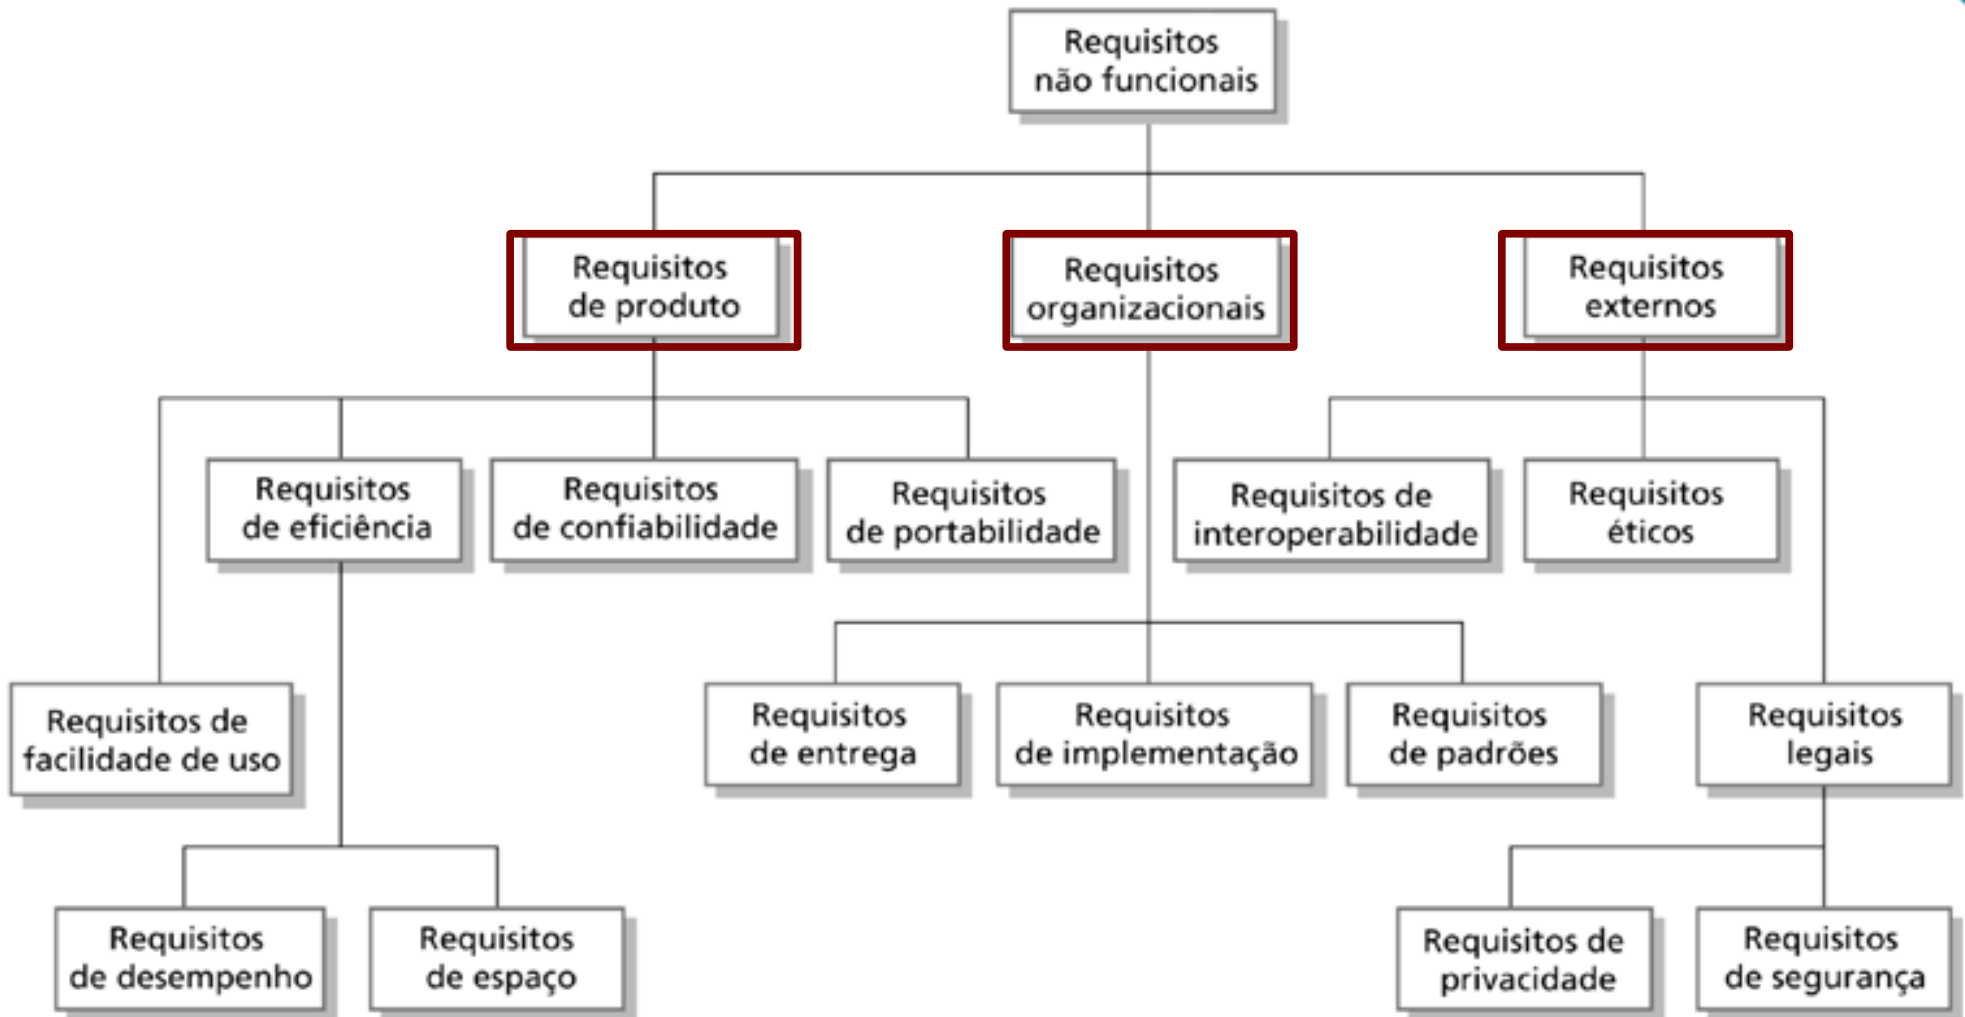 Requisitos
não funcionais
Requisitos
de produto
Requisitos
organizacionais
Requisitos
externos
Requisitos
de eficiência
Requisitos
de confiabilidade
Requisitos
de portabilidade
Requisitos de
interoperabilidade
Requisitos
éticos
Requisitos de
facilidade de uso
Requisitos
de entrega
Requisitos
de implementação
Requisitos
de padrões
Requisitos
legais
Requisitos
de desempenho
Requisitos
de espaço
Requisitos de
privacidade
Requisitos
de segurança